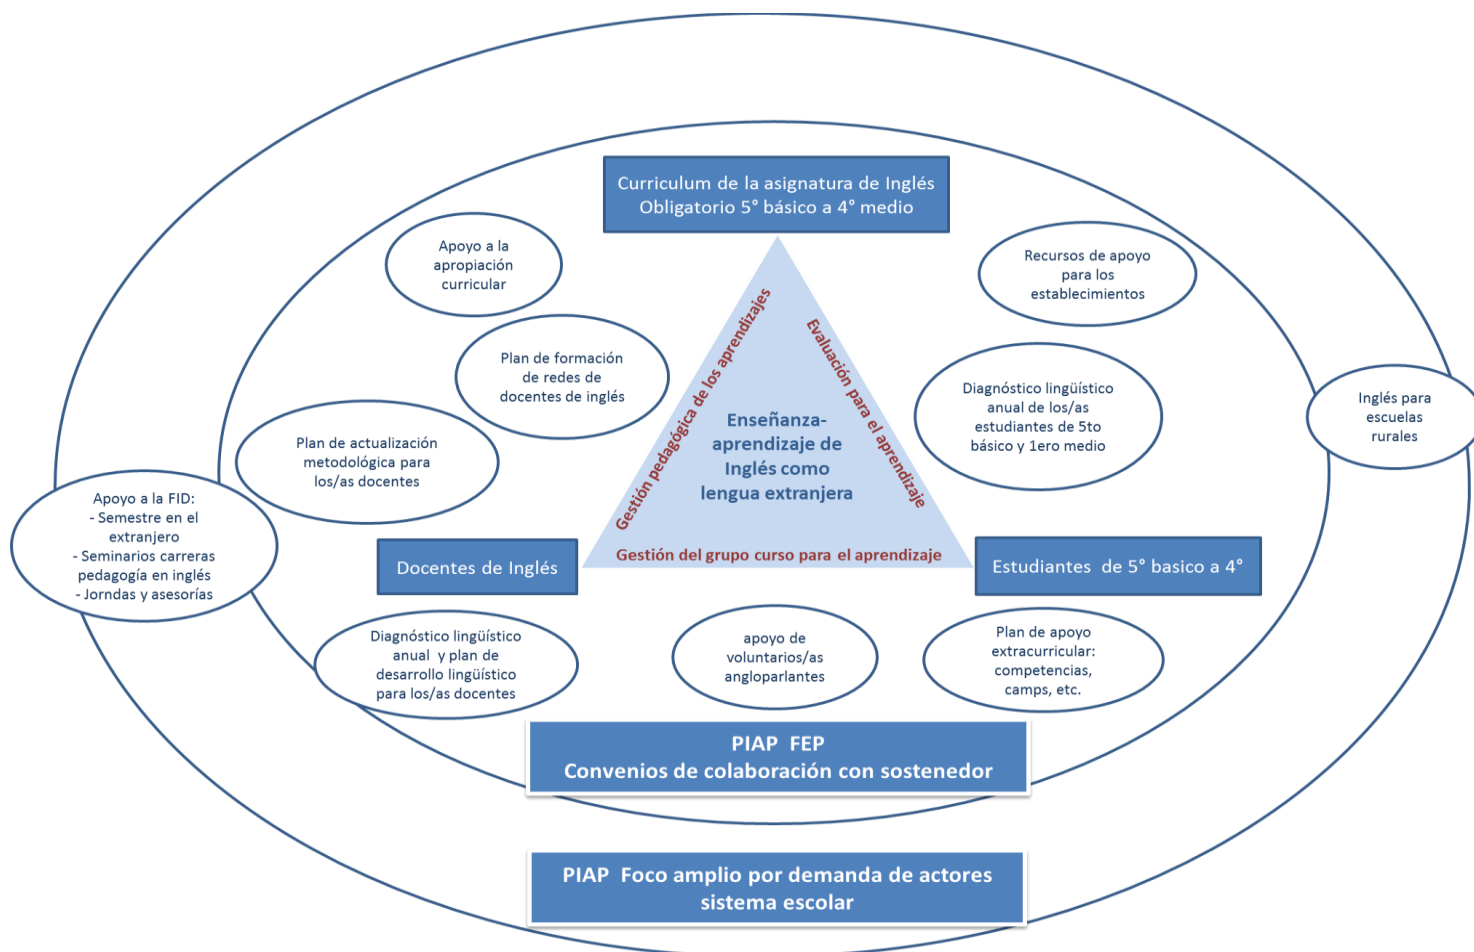 Curriculum de la asignatura de Inglés
Obligatorio 5° básico a 4° medio
Apoyo a la
apropiación
curricular
Recursos de apoyo
para los
establecimientos
Plan de formación
de redes de
docentes de inglés
Gestión pedagógica de los aprendizajes
Evaluación para el aprendizaje
Diagnóstico lingüístico
anual de los/as
estudiantes de 5to
básico y 1ero medio
Inglés para
escuelas
rurales
Plan de actualización
metodológica para
los/as docentes
Enseñanza-
aprendizaje de
Inglés como
lengua extranjera
Apoyo a la FID:
- Semestre en el
extranjero
- Seminarios carreras
pedagogía en inglés
- Jorndas y asesorías
Docentes de Inglés
Gestión del grupo curso para el aprendizaje
Estudiantes de 5° basico a 4°
Diagnóstico lingüístico
anual y plan de
desarrollo lingüístico
para los/as docentes
apoyo de
voluntarios/as
angloparlantes
Plan de apoyo
extracurricular:
competencias,
camps, etc.
PIAP FEP
Convenios de colaboración con sostenedor
PIAP Foco amplio por demanda de actores
sistema escolar